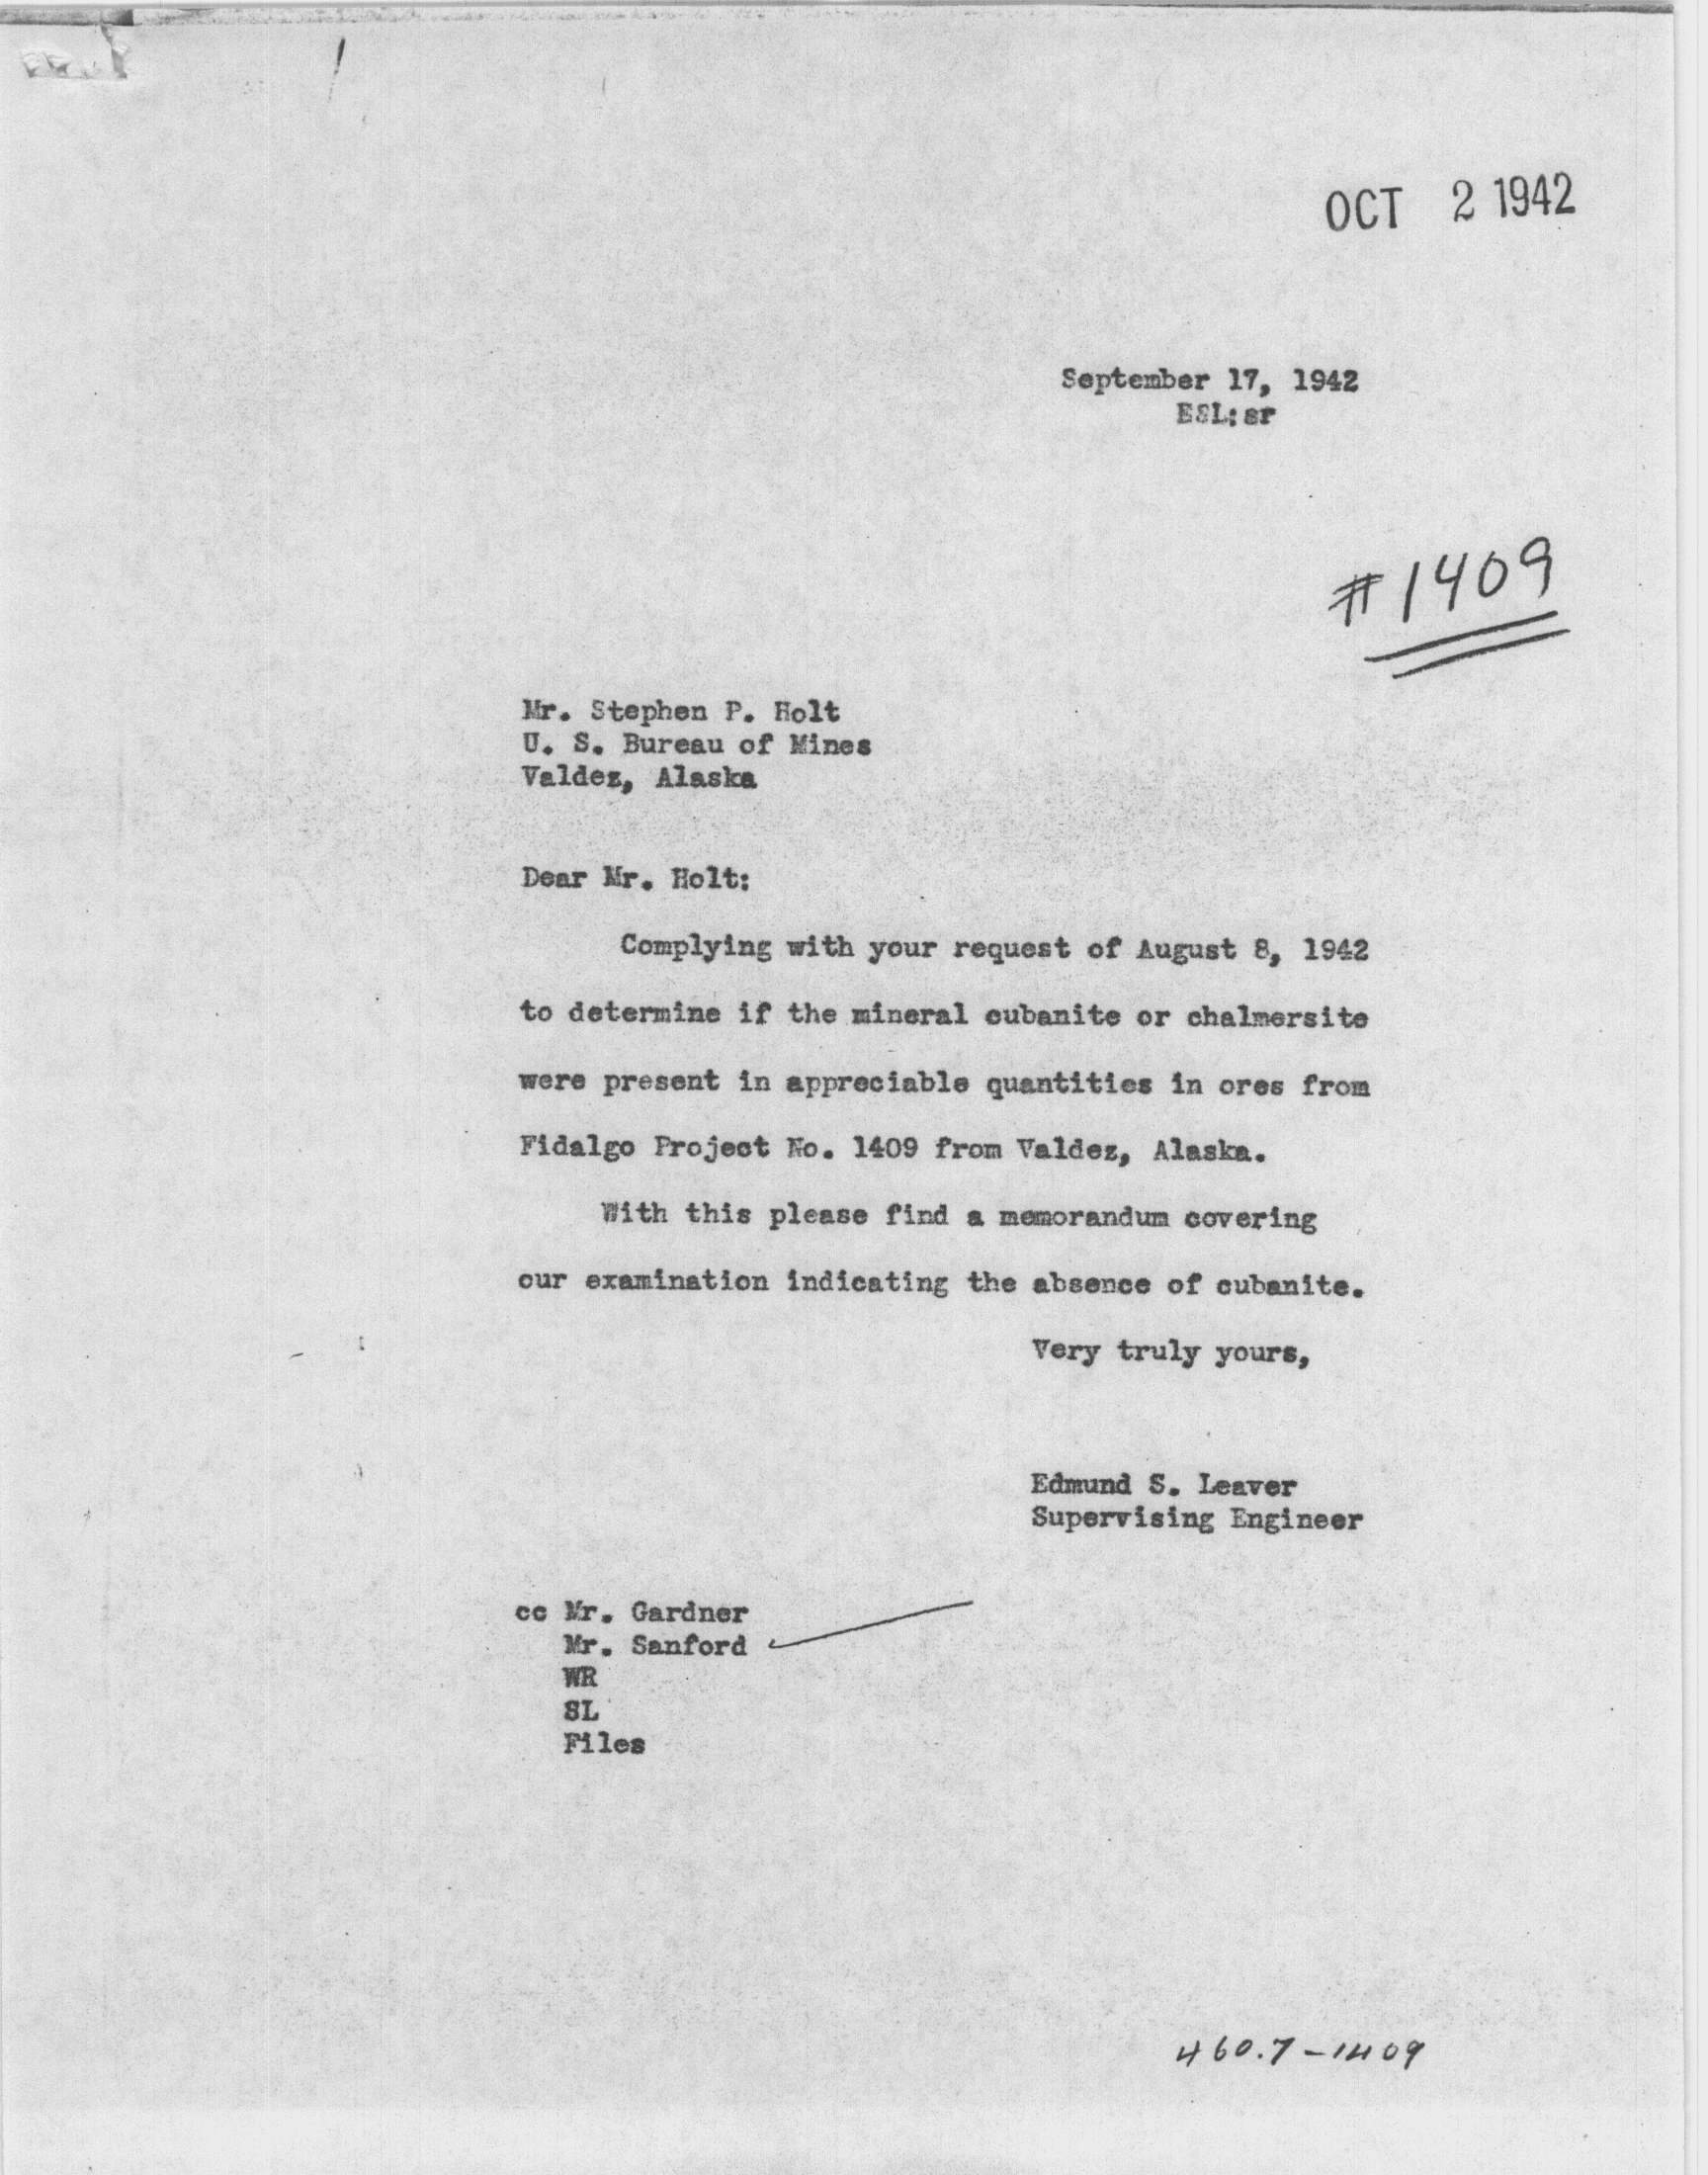 OCT 2 1942
September 17, 1942
ESL:sr
#1409
Mr. Stephen P. Holt
U. S. Bureau of Mines
Valdez, Alaska
Dear Mr. Holt:
Complying with your request of August 8, 1942
to determine if the mineral cubanite or chalmersite
were present in appreciable quantities in ores from
Fidalgo Project No. 1409 from Valdez, Alaska.
With this please find a memorandum covering
our examination indicating the absence of cubanite.
Very truly yours,
Edmund S. Leaver
Supervising Engineer
cc Mr. Gardner
Mr. Sanford
WR
SL
Files
460.7-1409